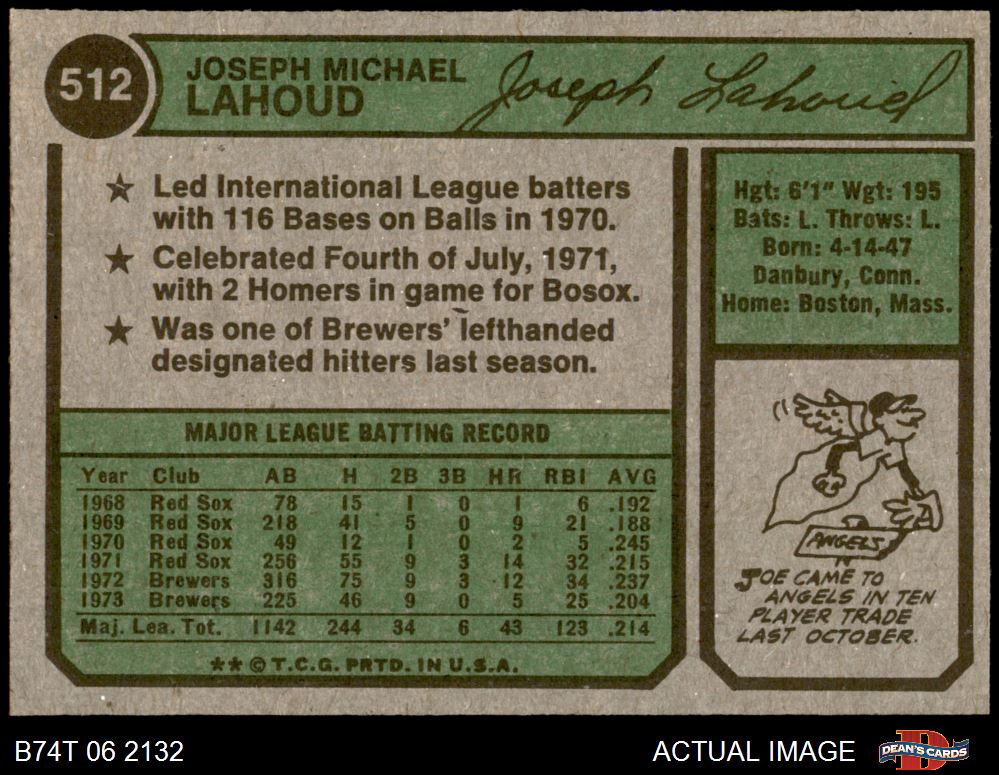 512
JOSEPH MICHAEL
LAHOUD
Joseph Lahoud
★ Led International League batters
with 116 Bases on Balls in 1970.
★ Celebrated Fourth of July, 1971,
with 2 Homers in game for Bosox.
★ Was one of Brewers' lefthanded
designated hitters last season.
Hgt: 6'1" Wgt: 195
Bats: L. Throws: L.
Born: 4-14-47
Danbury, Conn.
Home: Boston, Mass.
MAJOR LEAGUE BATTING RECORD
Year Club AB H 2B 3B HR RBI AVG
1968 Red Sox 78 15 1 0 1 6 .192
1969 Red Sox 218 41 5 0 9 21 .188
1970 Red Sox 49 12 1 0 2 5 .245
1971 Red Sox 256 55 9 3 14 32 .215
1972 Brewers 316 75 9 3 12 34 .237
1973 Brewers 225 46 9 0 5 25 .204
Maj. Lea. Tot. 1142 244 34 6 43 123 .214
** © T.C.G. PRTD. IN U.S.A.
ANGELS
JOE CAME TO
ANGELS IN TEN
PLAYER TRADE
LAST OCTOBER.
B74T 06 2132
ACTUAL IMAGE
D
DEAN'S CARDS